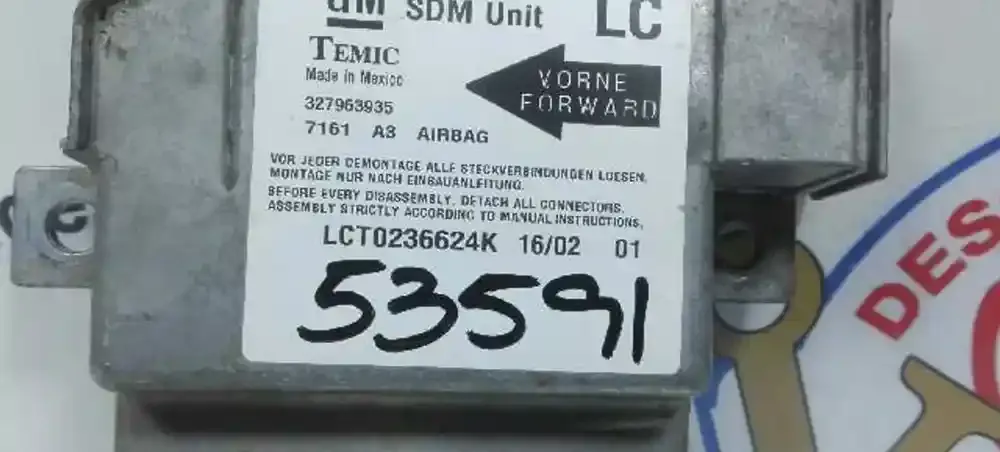 GM SDM Unit LC
TEMIC
Made in Mexico
VORNE
FORWARD
327963935
7161 A3 AIRBAG
VOR JEDER DEMONTAGE ALLE STECKVERBINDUNGEN LOESEN.
MONTAGE NUR NACH EINBAUANLEITUNG.
BEFORE EVERY DISASSEMBLY, DETACH ALL CONNECTORS.
ASSEMBLY STRICTLY ACCORDING TO MANUAL INSTRUCTIONS.
LCT0236624K 16/02 01
53591
DES